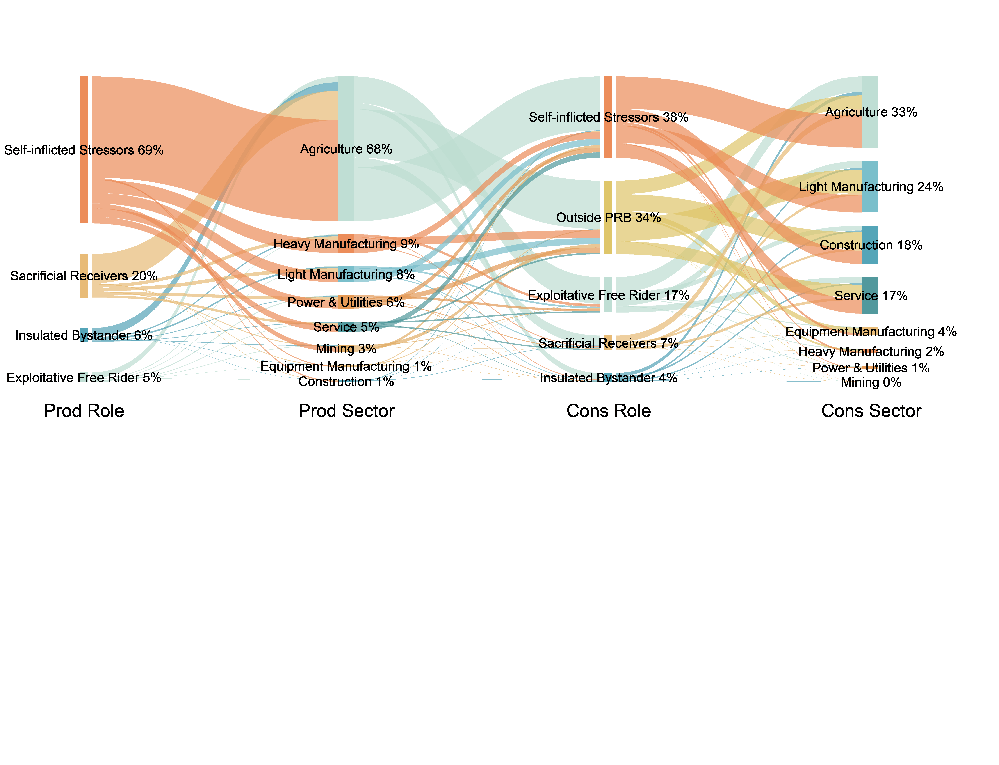 Self-inflicted Stressors 69%
Sacrificial Receivers 20%
Insulated Bystander 6%
Exploitative Free Rider 5%
Prod Role
Agriculture 68%
Heavy Manufacturing 9%
Light Manufacturing 8%
Power & Utilities 6%
Service 5%
Mining 3%
Equipment Manufacturing 1%
Construction 1%
Prod Sector
Self-inflicted Stressors 38%
Outside PRB 34%
Exploitative Free Rider 17%
Sacrificial Receivers 7%
Insulated Bystander 4%
Cons Role
Agriculture 33%
Light Manufacturing 24%
Construction 18%
Service 17%
Equipment Manufacturing 4%
Heavy Manufacturing 2%
Power & Utilities 1%
Mining 0%
Cons Sector